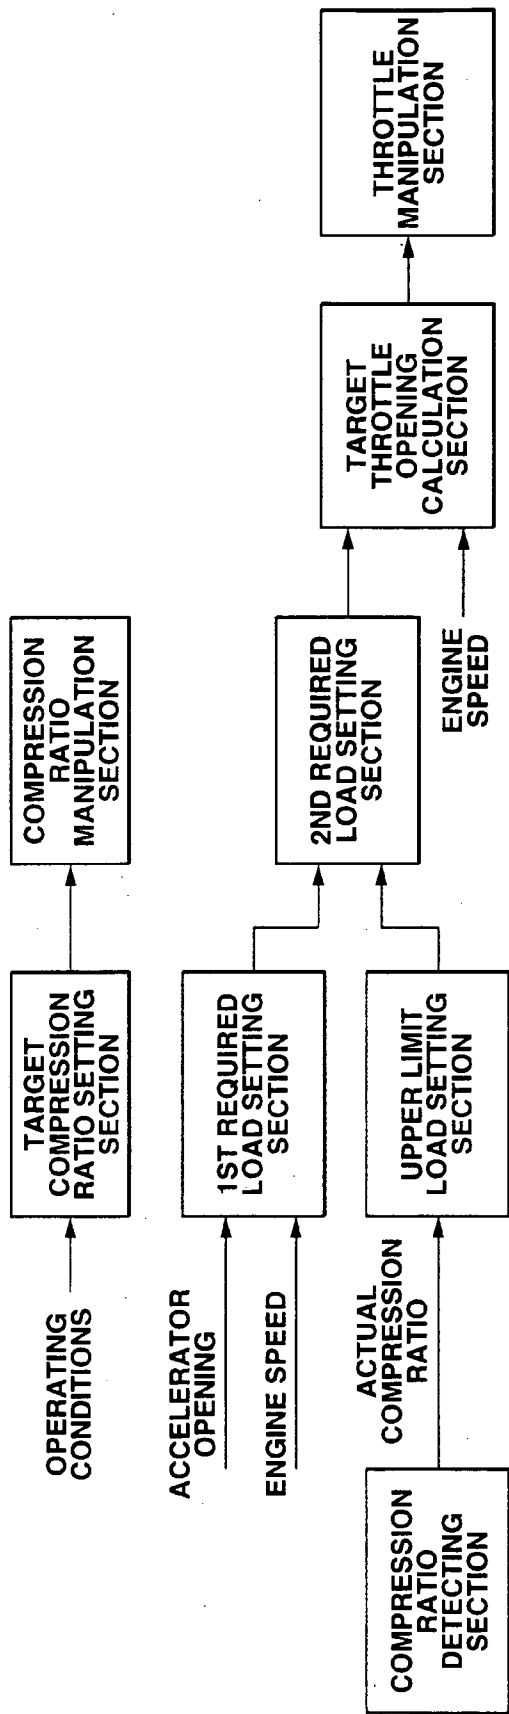 OPERATING
CONDITIONS
TARGET
COMPRESSION
RATIO SETTING
SECTION
COMPRESSION
RATIO
MANIPULATION
SECTION
ACCELERATOR
OPENING
ENGINE SPEED
1ST REQUIRED
LOAD SETTING
SECTION
COMPRESSION
RATIO
DETECTING
SECTION
ACTUAL
COMPRESSION
RATIO
UPPER LIMIT
LOAD SETTING
SECTION
2ND REQUIRED
LOAD SETTING
SECTION
ENGINE
SPEED
TARGET
THROTTLE
OPENING
CALCULATION
SECTION
THROTTLE
MANIPULATION
SECTION